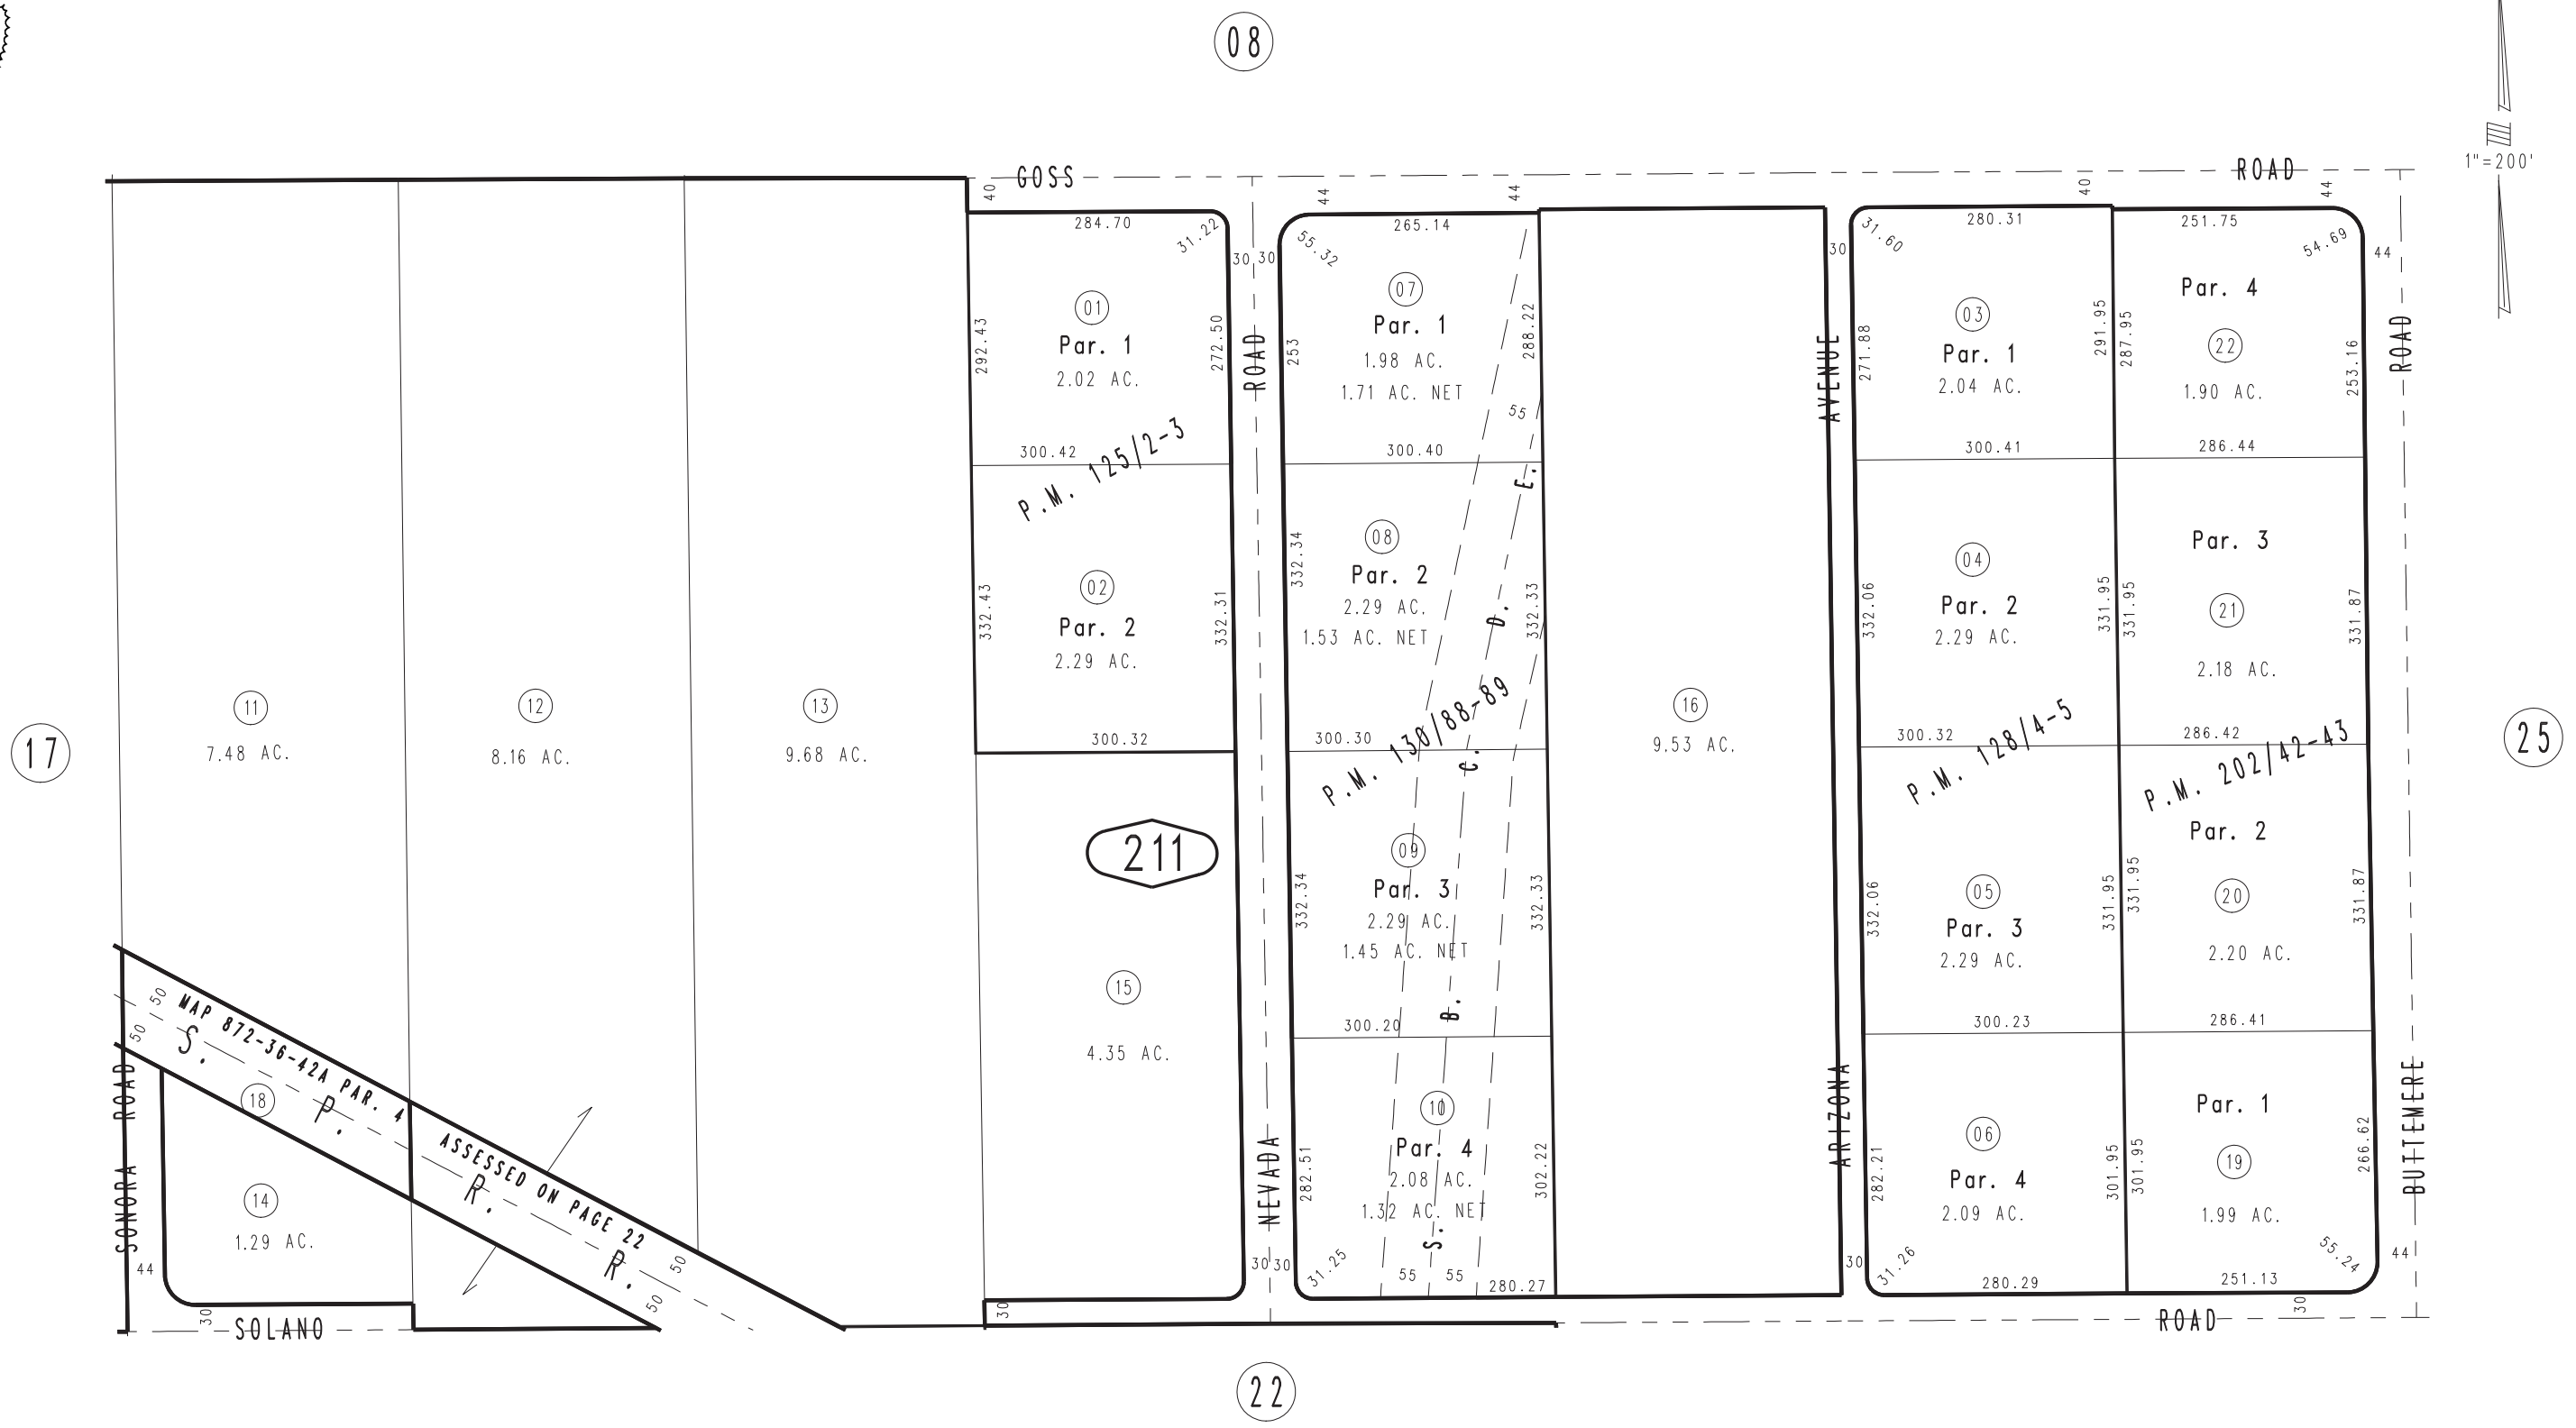 08
1"=200'
GOSS ROAD
40
44
44
40
44
284.70
31.22
30 30
55.32
265.14
30
31.60
280.31
251.75
54.69
44
01
Par. 1
2.02 AC.
292.43
272.50
300.42
P.M. 125/2-3
02
Par. 2
2.29 AC.
332.43
332.31
300.32
211
15
4.35 AC.
NEVADA ROAD
07
Par. 1
1.98 AC.
1.71 AC. NET
253
288.22
55
300.40
08
Par. 2
2.29 AC.
1.53 AC. NET
332.34
332.33
300.30
P.M. 130/88-89
09
Par. 3
2.29 AC.
1.45 AC. NET
332.34
332.33
300.20
10
Par. 4
2.08 AC.
1.32 AC. NET
282.51
302.22
S. B. C. D. E.
30 30
31.25
55 55
280.27
16
9.53 AC.
ARIZONA AVENUE
03
Par. 1
2.04 AC.
271.88
291.95
300.41
04
Par. 2
2.29 AC.
332.06
331.95
300.32
P.M. 128/4-5
05
Par. 3
2.29 AC.
332.06
331.95
300.23
06
Par. 4
2.09 AC.
282.21
301.95
30
31.26
280.29
Par. 4
22
1.90 AC.
287.95
253.16
286.44
Par. 3
21
2.18 AC.
331.95
331.87
286.42
P.M. 202/42-43
Par. 2
20
2.20 AC.
331.95
331.87
286.41
Par. 1
19
1.99 AC.
301.95
266.62
55.24
251.13
44
30
BUTTEMERE ROAD
17
11
7.48 AC.
12
8.16 AC.
13
9.68 AC.
25
50
50
MAP 872-36-42A PAR. 4
ASSESSED ON PAGE 22
S. P. R. R.
50
50
18
14
1.29 AC.
SONORA ROAD
44
30
30
SOLANO ROAD
22